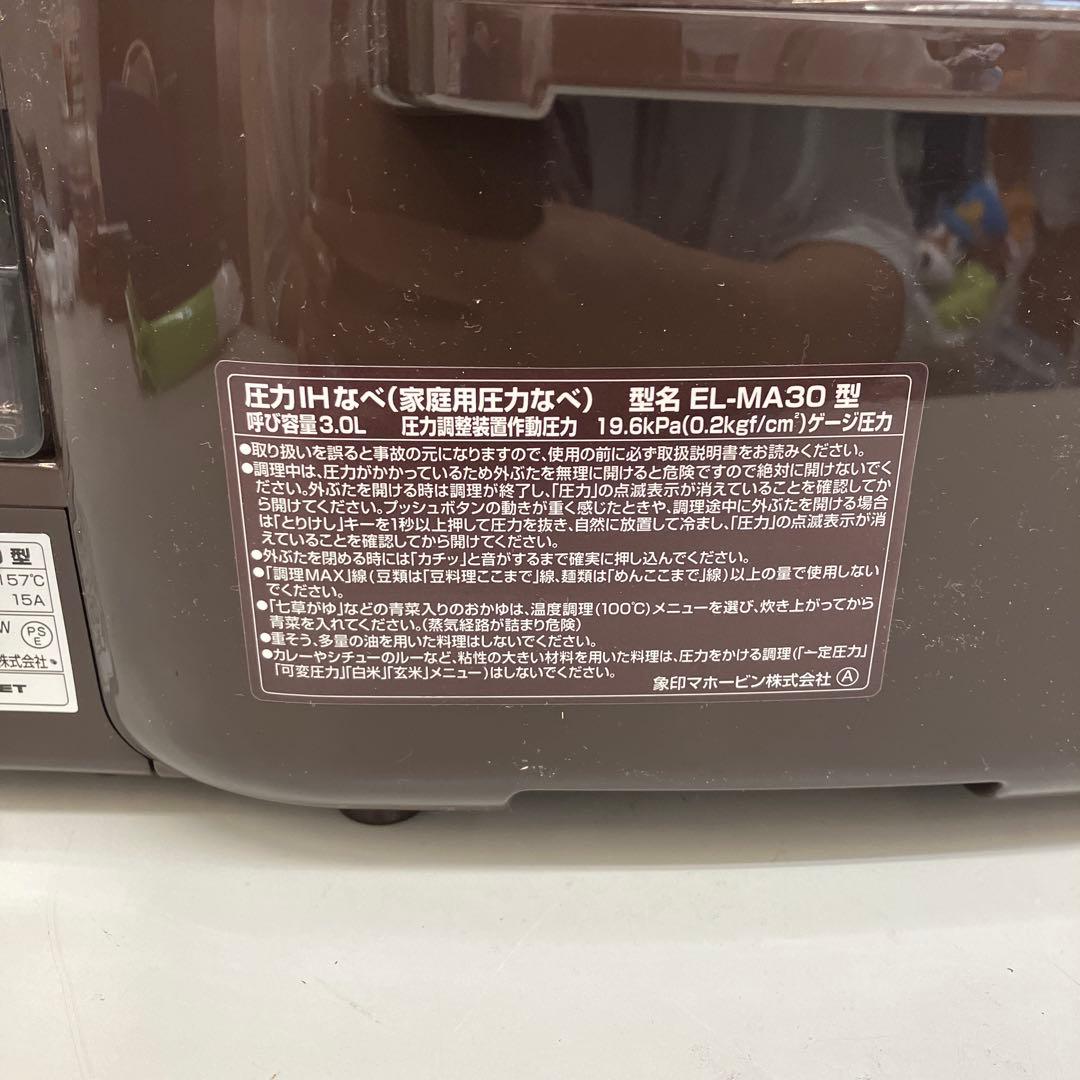 圧力IHなべ(家庭用圧力なべ) 型名 EL-MA30 型
呼び容量3.0L 圧力調整装置作動圧力 19.6kPa(0.2kgf/cm²)ゲージ圧力
●取り扱いを誤ると事故の元になりますので、使用の前に必ず取扱説明書をお読みください。
●調理中は、圧力がかかっているため外ぶたを無理に開けると危険ですので絶対に開けないでく
ださい。外ぶたを開ける時は調理が終了し、「圧力」の点滅表示が消えていることを確認してか
ら開けてください。プッシュボタンの動きが重く感じたときや、調理途中に外ぶたを開ける場合
は「とりけし」キーを1秒以上押して圧力を抜き、自然に放置して冷まし、「圧力」の点滅表示が消
えていることを確認してから開けてください。
●外ぶたを閉める時には「カチッ」と音がするまで確実に押し込んでください。
●「調理MAX」線(豆類は「豆料理ここまで」線、麺類は「めんここまで」線)以上の量で使用しない
でください。
●「七草がゆ」などの青菜入りのおかゆは、温度調理(100℃)メニューを選び、炊き上がってから
青菜を入れてください。(蒸気経路が詰まり危険)
●重そう、多量の油を用いた料理はしないでください。
●カレーやシチューのルーなど、粘性の大きい材料を用いた料理は、圧力をかける調理(「一定圧力」
「可変圧力」「白米」「玄米」メニュー)はしないでください。
象印マホービン株式会社 Ⓐ
型
157℃
15A
W
PS
E
株式会社
ET